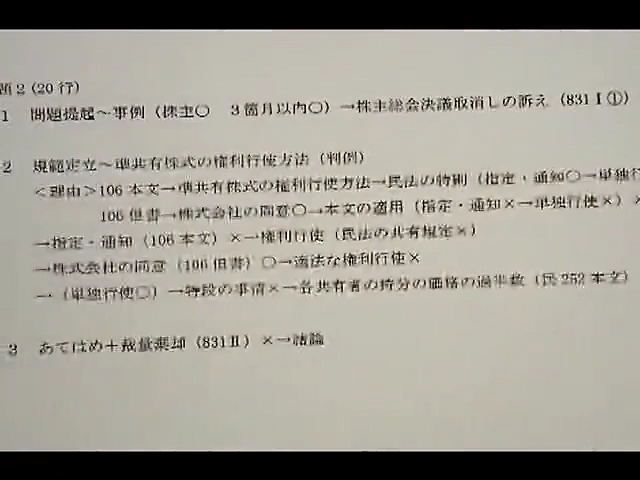 題2（20行）
1　問題提起～事例（株主○　3箇月以内○）→株主総会決議取消しの訴え（831Ⅰ①）
2　規範定立～準共有株式の権利行使方法（判例）
＜理由＞106本文→準共有株式の権利行使方法→民法の特則（指定・通知○→単独行
106但書→株式会社の同意○→本文の適用（指定・通知×→単独行使×）×
→指定・通知（106本文）×→権利行使（民法の共有規定×）
→株式会社の同意（106但書）○→適法な権利行使×
→（単独行使○）→特段の事情×→各共有者の持分の価格の過半数（民252本文）
3　あてはめ＋裁量棄却（831Ⅱ）×→結論